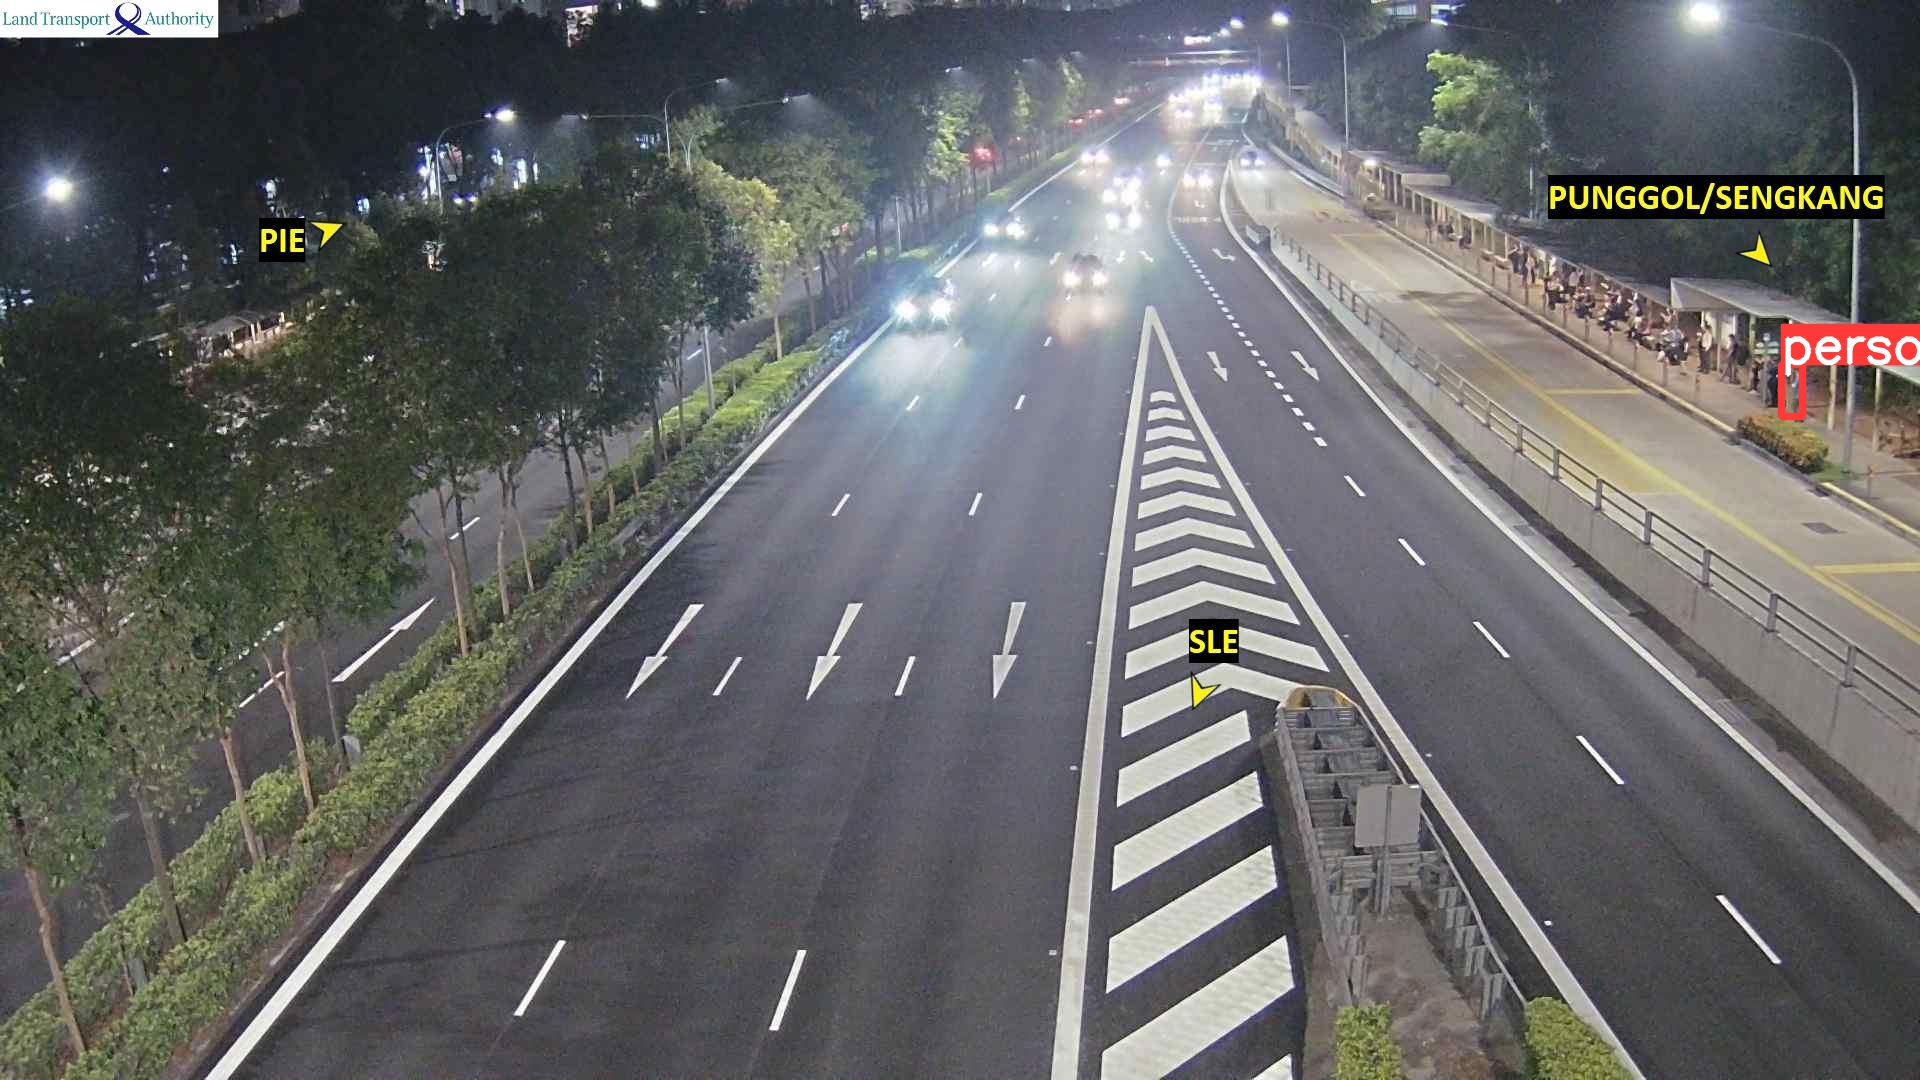 Land Transport Authority
PUNGGOL/SENGKANG
PIE
perso
SLE